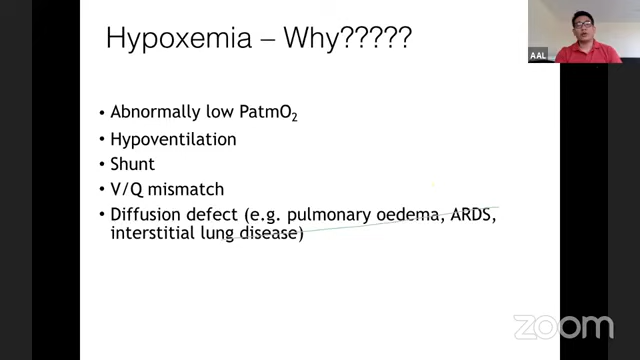 Hypoxemia – Why?????
AAL
• Abnormally low PatmO₂
• Hypoventilation
• Shunt
• V/Q mismatch
• Diffusion defect (e.g. pulmonary oedema, ARDS,
interstitial lung disease)
zoom